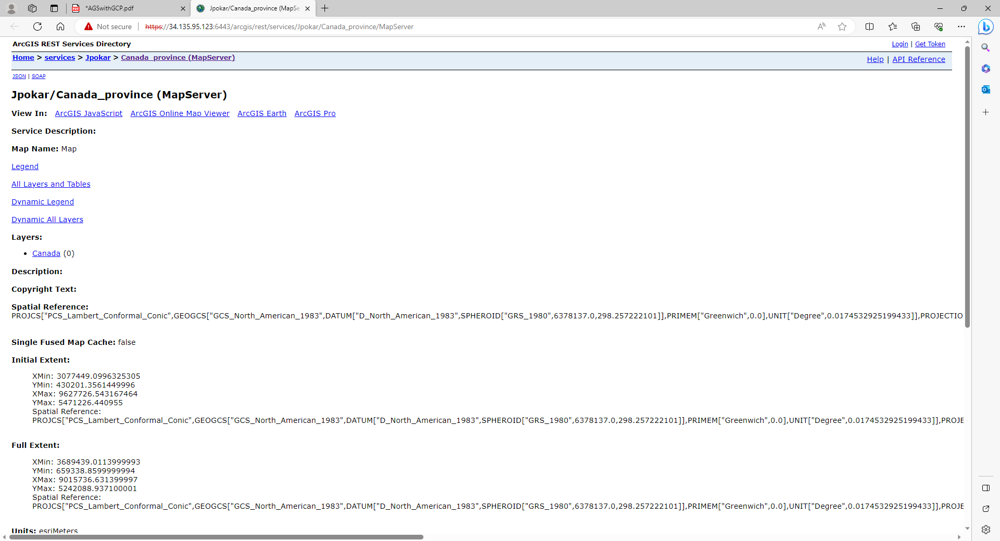 *AGSwithGCP.pdf
Jpokar/Canada_province (MapSe
Not secure https://34.135.95.123:6443/arcgis/rest/services/Jpokar/Canada_province/MapServer
ArcGIS REST Services Directory
Login | Get Token
Home > services > Jpokar > Canada_province (MapServer)
Help | API Reference
JSON | SOAP
Jpokar/Canada_province (MapServer)
View In: ArcGIS JavaScript ArcGIS Online Map Viewer ArcGIS Earth ArcGIS Pro
Service Description:
Map Name: Map
Legend
All Layers and Tables
Dynamic Legend
Dynamic All Layers
Layers:
• Canada (0)
Description:
Copyright Text:
Spatial Reference:
PROJCS["PCS_Lambert_Conformal_Conic",GEOGCS["GCS_North_American_1983",DATUM["D_North_American_1983",SPHEROID["GRS_1980",6378137.0,298.257222101]],PRIMEM["Greenwich",0.0],UNIT["Degree",0.0174532925199433]],PROJECTIO
Single Fused Map Cache: false
Initial Extent:
XMin: 3077449.0996325305
YMin: 430201.3561449996
XMax: 9627726.543167464
YMax: 5471226.440955
Spatial Reference:
PROJCS["PCS_Lambert_Conformal_Conic",GEOGCS["GCS_North_American_1983",DATUM["D_North_American_1983",SPHEROID["GRS_1980",6378137.0,298.257222101]],PRIMEM["Greenwich",0.0],UNIT["Degree",0.0174532925199433]],PROJE
Full Extent:
XMin: 3689439.0113999993
YMin: 659338.8599999994
XMax: 9015736.631399997
YMax: 5242088.937100001
Spatial Reference:
PROJCS["PCS_Lambert_Conformal_Conic",GEOGCS["GCS_North_American_1983",DATUM["D_North_American_1983",SPHEROID["GRS_1980",6378137.0,298.257222101]],PRIMEM["Greenwich",0.0],UNIT["Degree",0.0174532925199433]],PROJE
Units: esriMeters